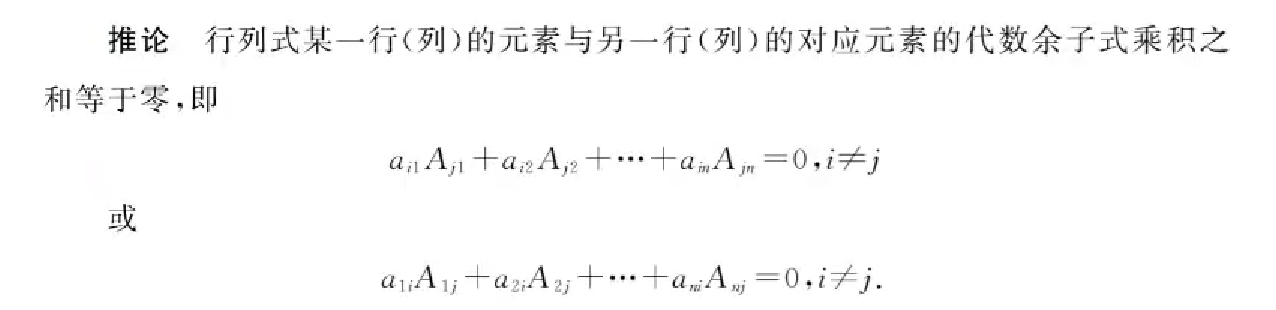 推论 行列式某一行(列)的元素与另一行(列)的对应元素的代数余子式乘积之
和等于零,即
a_{i1}A_{j1}+a_{i2}A_{j2}+⋯+a_{in}A_{jn}=0,i≠j
或
a_{1i}A_{1j}+a_{2i}A_{2j}+⋯+a_{ni}A_{nj}=0,i≠j.